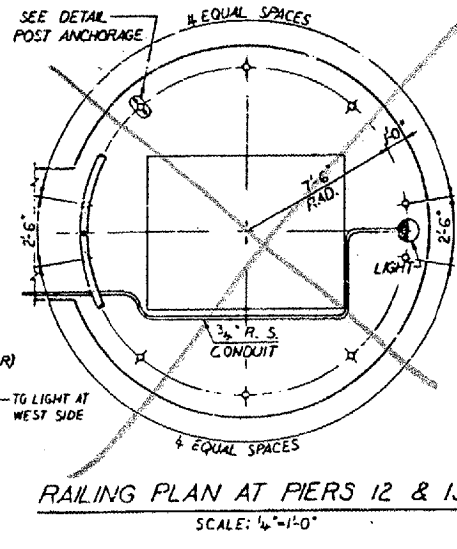 SEE DETAIL
POST ANCHORAGE
4 EQUAL SPACES
1'-0"
7'-6"
RAD.
2'-6"
2'-6"
LIGHT
3/4" R. S.
CONDUIT
R)
TO LIGHT AT
WEST SIDE
4 EQUAL SPACES
RAILING PLAN AT PIERS 12 & 13
SCALE: 1/4"=1'-0"